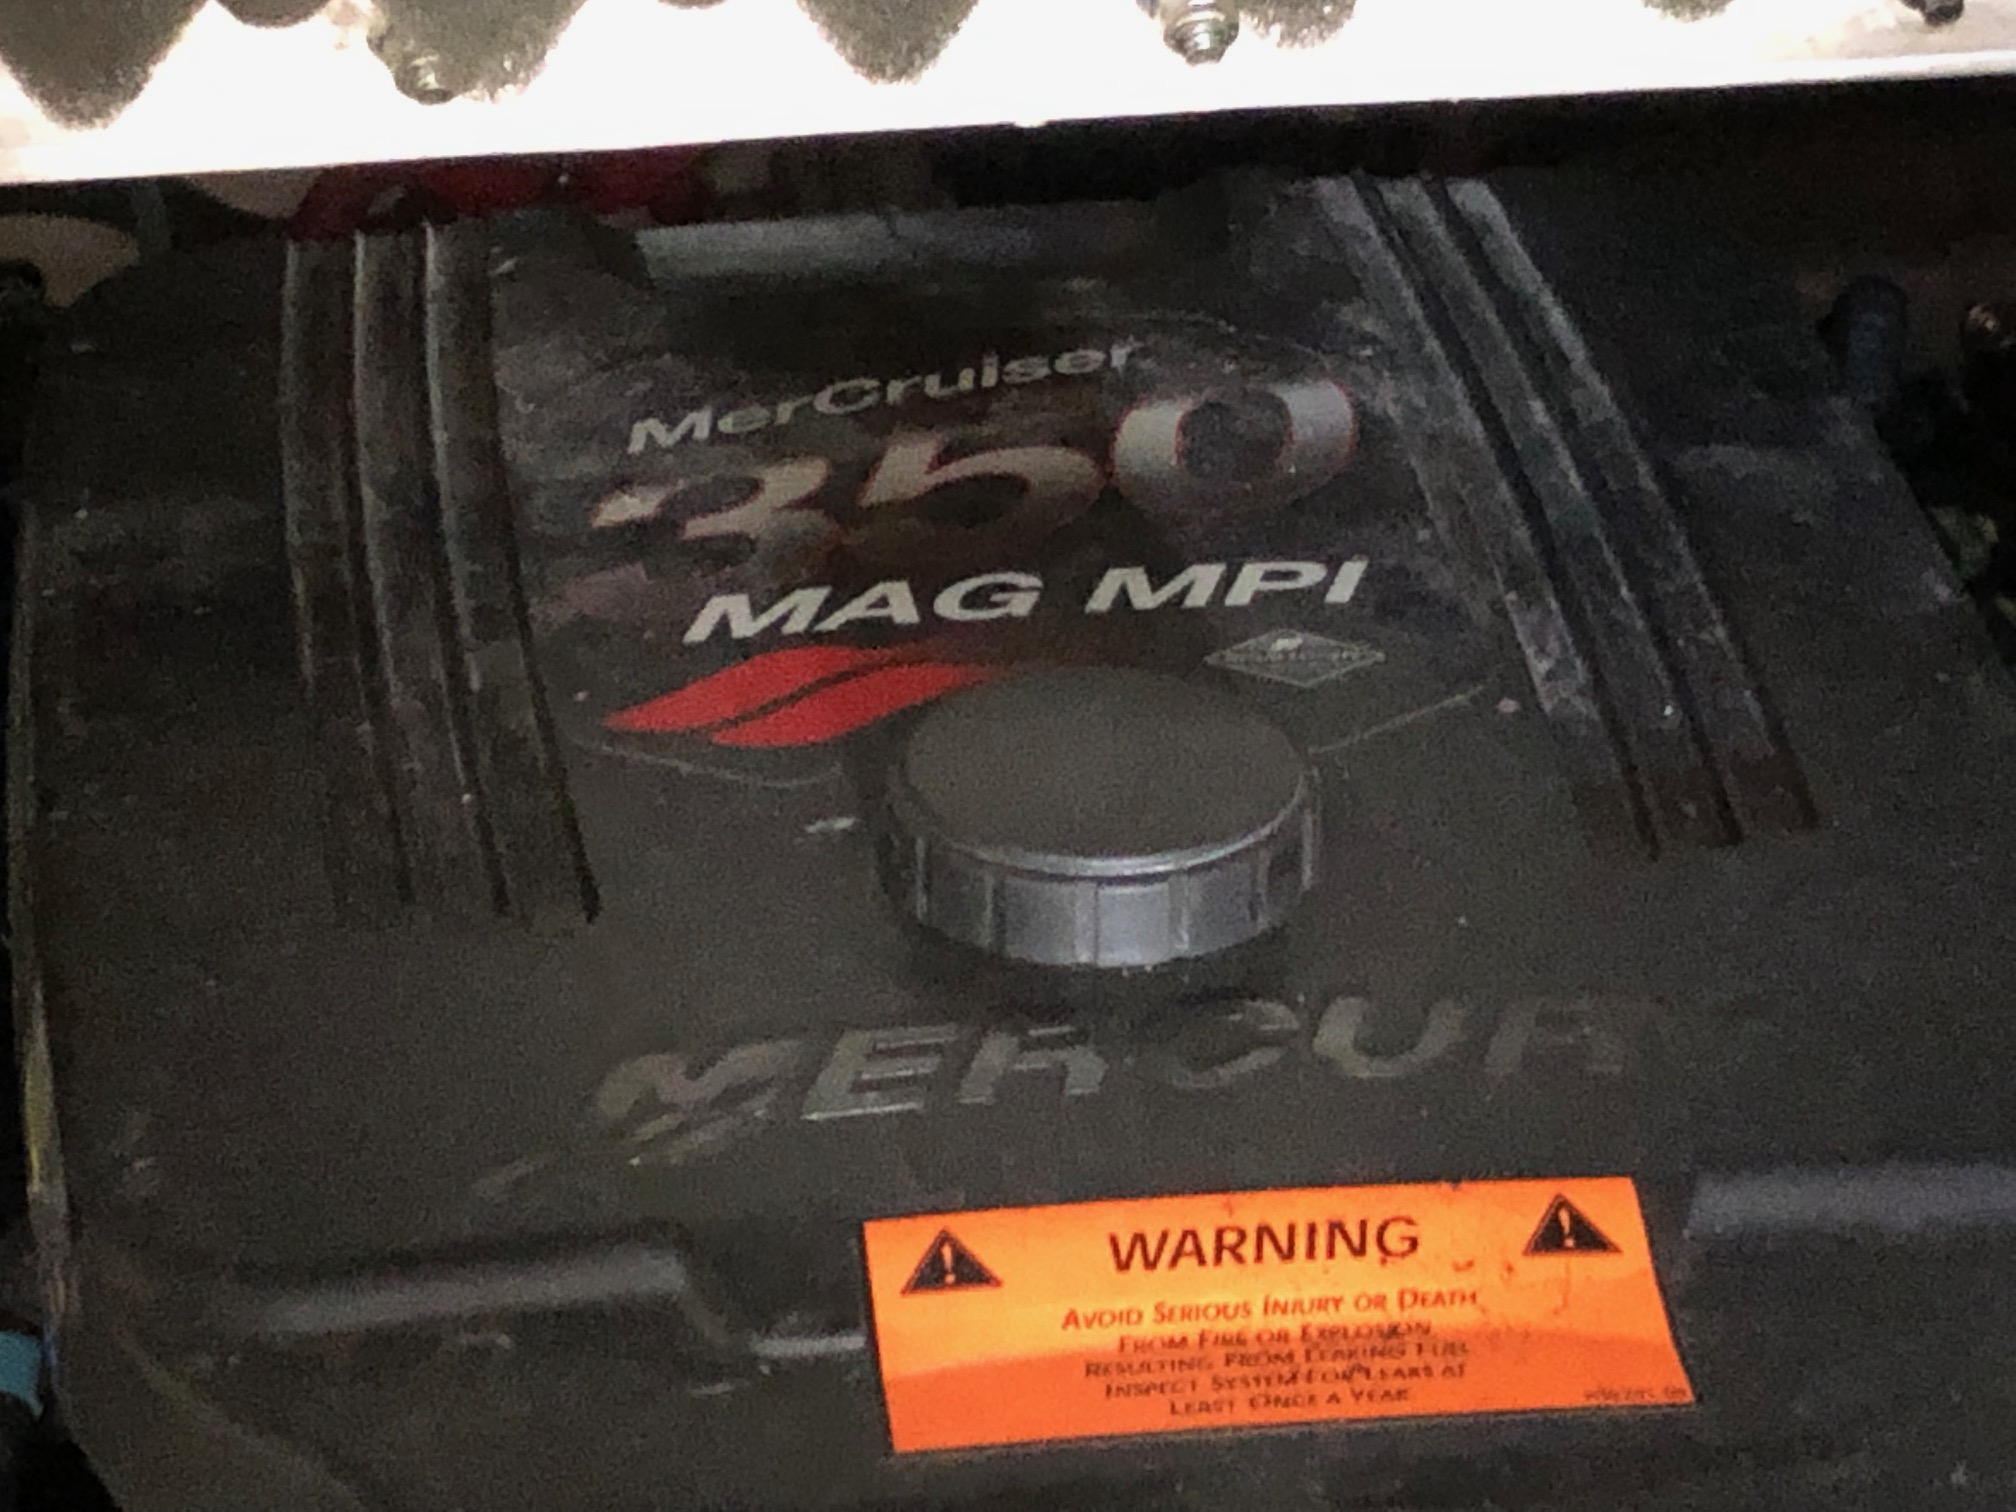 MerCruiser
350
MAG MPI
MERCUR
WARNING
AVOID SERIOUS INJURY OR DEATH
FROM FIRE OR EXPLOSION
RESULTING FROM LEAKING FUEL
INSPECT SYSTEM FOR LEAKS AT
LEAST ONCE A YEAR